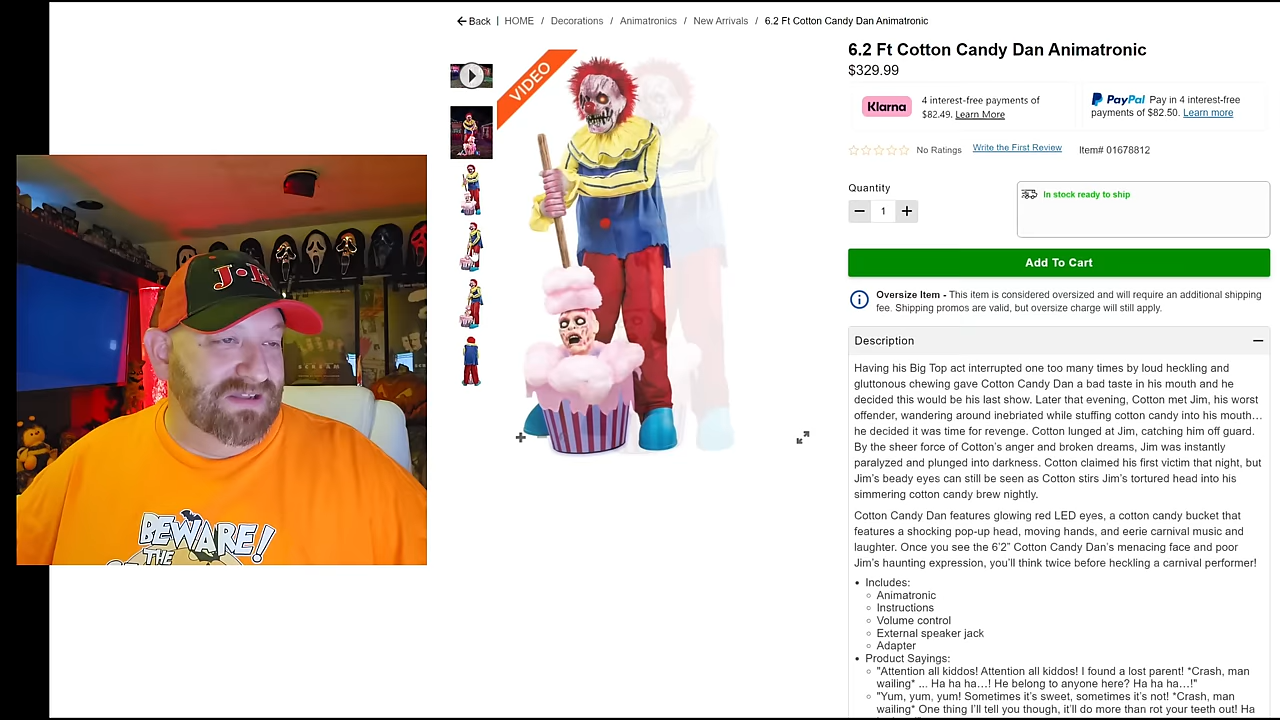 Back | HOME / Decorations / Animatronics / New Arrivals / 6.2 Ft Cotton Candy Dan Animatronic
VIDEO
6.2 Ft Cotton Candy Dan Animatronic
$329.99
Klarna
4 interest-free payments of
$82.49. Learn More
PayPal Pay in 4 interest-free
payments of $82.50. Learn more
No Ratings Write the First Review Item# 01678812
Quantity
1
In stock ready to ship
Add To Cart
Oversize Item - This item is considered oversized and will require an additional shipping
fee. Shipping promos are valid, but oversize charge will still apply.
Description
Having his Big Top act interrupted one too many times by loud heckling and
gluttonous chewing gave Cotton Candy Dan a bad taste in his mouth and he
decided this would be his last show. Later that evening, Cotton met Jim, his worst
offender, wandering around inebriated while stuffing cotton candy into his mouth…
he decided it was time for revenge. Cotton lunged at Jim, catching him off guard.
By the sheer force of Cotton's anger and broken dreams, Jim was instantly
paralyzed and plunged into darkness. Cotton claimed his first victim that night, but
Jim's beady eyes can still be seen as Cotton stirs Jim's tortured head into his
simmering cotton candy brew nightly.
Cotton Candy Dan features glowing red LED eyes, a cotton candy bucket that
features a shocking pop-up head, moving hands, and eerie carnival music and
laughter. Once you see the 6'2" Cotton Candy Dan's menacing face and poor
Jim's haunting expression, you'll think twice before heckling a carnival performer!
Includes:
Animatronic
Instructions
Volume control
External speaker jack
Adapter
Product Sayings:
"Attention all kiddos! Attention all kiddos! I found a lost parent! *Crash, man
wailing* ... Ha ha ha…! He belong to anyone here? Ha ha ha…!"
"Yum, yum, yum! Sometimes it's sweet, sometimes it's not! *Crash, man
wailing* One thing I'll tell you though, it'll do more than rot your teeth out! Ha
SCREAM
BEWARE!
THE